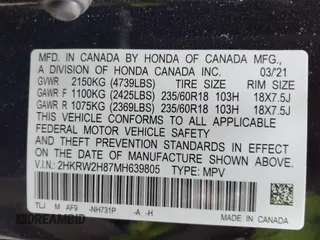 MFD. IN CANADA BY HONDA OF CANADA MFG.,
A DIVISION OF HONDA CANADA INC. 03/21
GVWR 2150KG (4739LBS) TIRE SIZE RIM SIZE
GAWR F 1100KG (2425LBS) 235/60R18 103H 18X7.5J
GAWR R 1075KG (2369LBS) 235/60R18 103H 18X7.5J
THIS VEHICLE CONFORMS TO ALL APPLICABLE
FEDERAL MOTOR VEHICLE SAFETY AND
THEFT PREVENTION STANDARDS IN EFFECT ON
THE DATE OF MANUFACTURE SHOWN ABOVE.
V.I.N.: 2HKRW2H87MH639805 TYPE: MPV
TLJ M AF9 -NH731P -A -H
DREAMBID